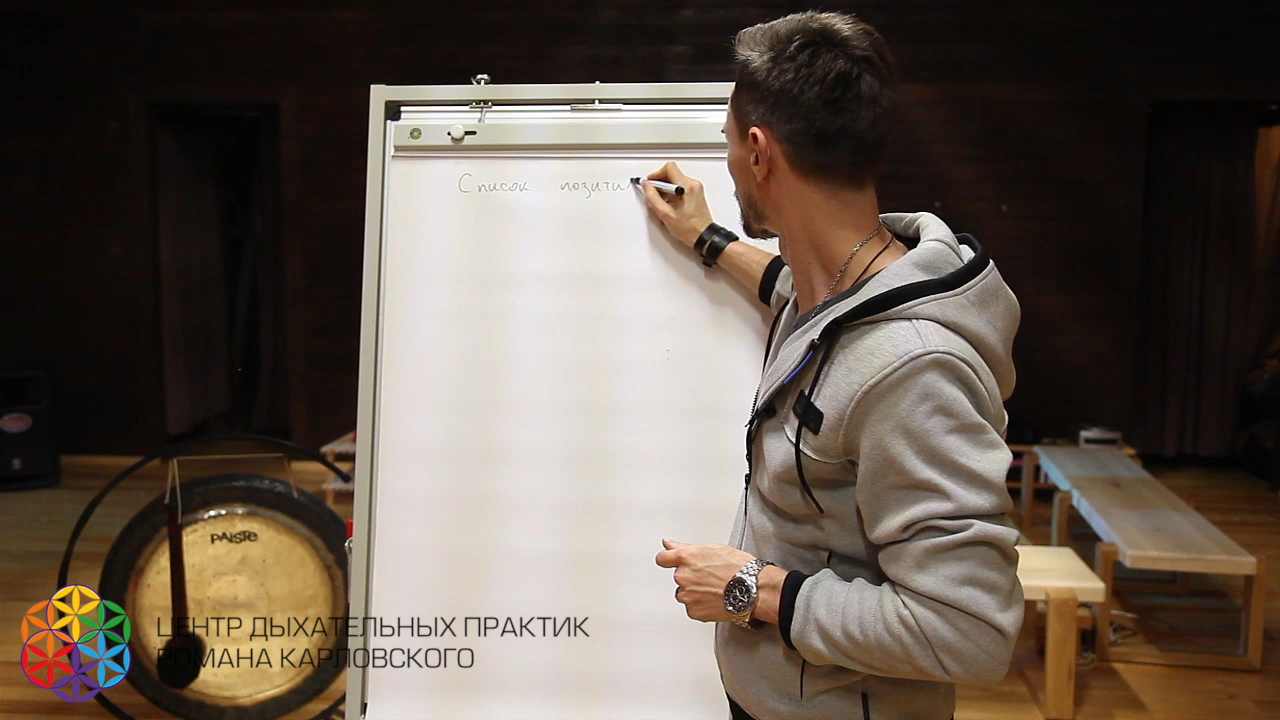 Список позити
PAiSTe
ЦЕНТР ДЫХАТЕЛЬНЫХ ПРАКТИК
РОМАНА КАРЛОВСКОГО